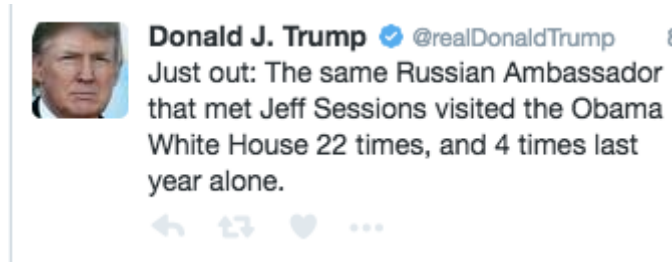 Donald J. Trump @realDonaldTrump
Just out: The same Russian Ambassador
that met Jeff Sessions visited the Obama
White House 22 times, and 4 times last
year alone.